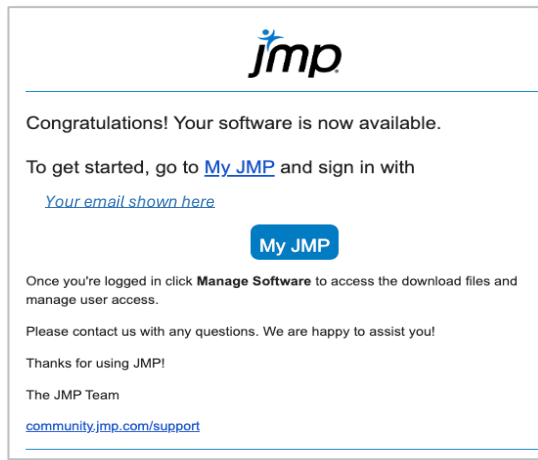 jmp
Congratulations! Your software is now available.
To get started, go to My JMP and sign in with
Your email shown here
My JMP
Once you're logged in click Manage Software to access the download files and
manage user access.
Please contact us with any questions. We are happy to assist you!
Thanks for using JMP!
The JMP Team
community.jmp.com/support